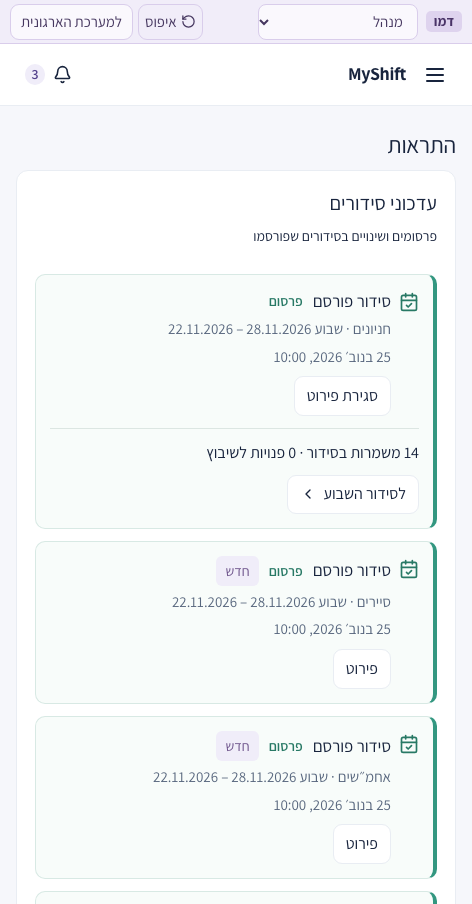 דמו
מנהל
איפוס
למערכת הארגונית
MyShift
3
התראות
עדכוני סידורים
פרסומים ושינויים בסידורים שפורסמו
סידור פורסם פרסום
חניונים · שבוע 22.11.2026 – 28.11.2026
25 בנוב׳ 2026, 10:00
סגירת פירוט
14 משמרות בסידור · 0 פנויות לשיבוץ
לסידור השבוע
סידור פורסם פרסום חדש
סיירים · שבוע 22.11.2026 – 28.11.2026
25 בנוב׳ 2026, 10:00
פירוט
סידור פורסם פרסום חדש
אחמ״שים · שבוע 22.11.2026 – 28.11.2026
25 בנוב׳ 2026, 10:00
פירוט